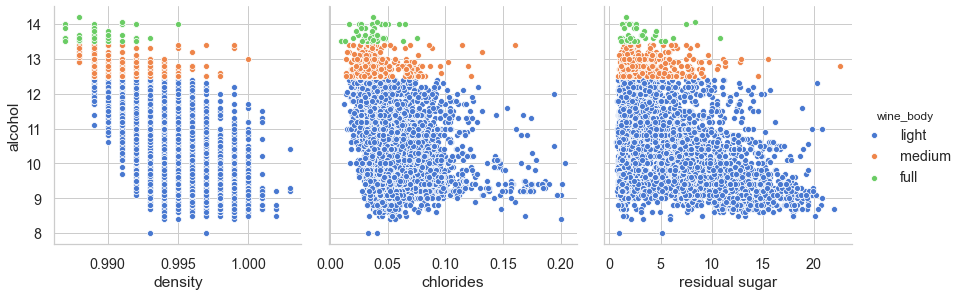 alcohol
14
13
12
11
10
9
8
0.990 0.995 1.000
density
0.00 0.05 0.10 0.15 0.20
chlorides
0 5 10 15 20
residual sugar
wine_body
light
medium
full